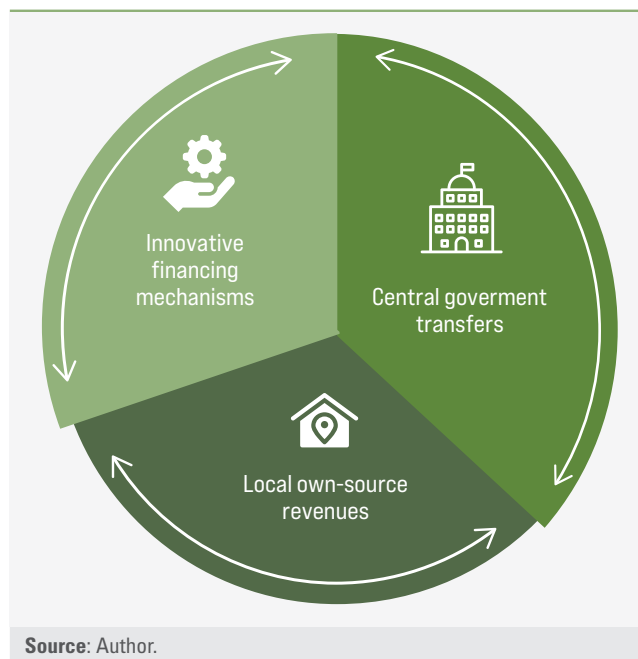 Innovative
financing
mechanisms
Central goverment
transfers
Local own-source
revenues
Source: Author.